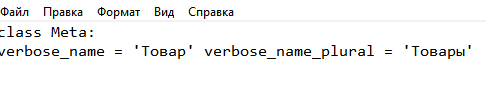 Файл Правка Формат Вид Справка
class Meta:
verbose_name = 'Товар' verbose_name_plural = 'Товары'